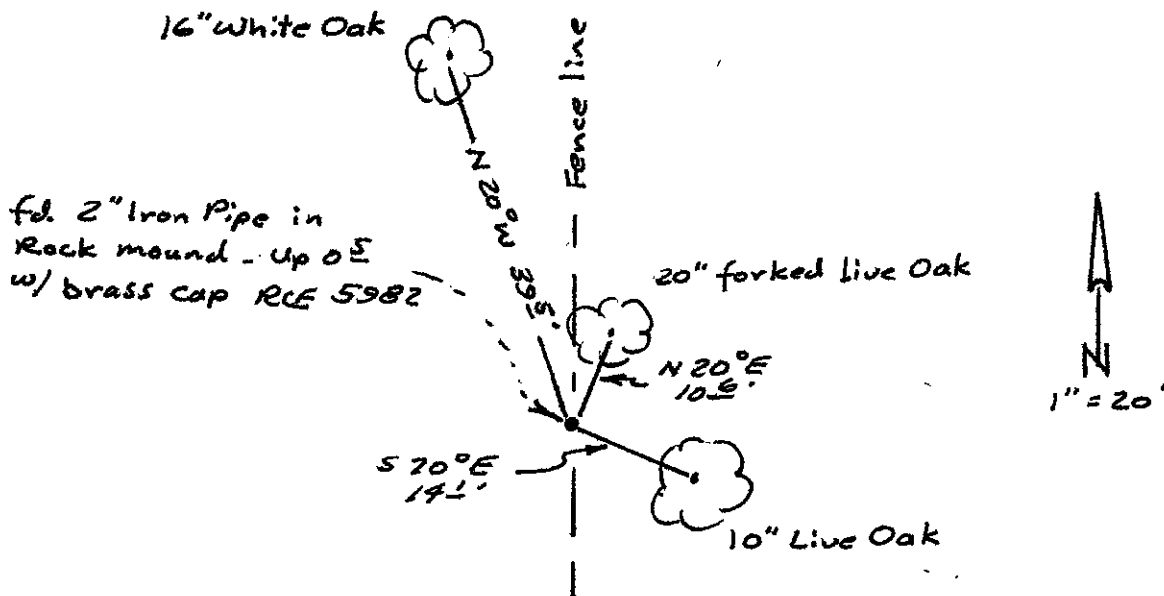 16" White Oak
Fence line
N 20° W 39 5'
fd. 2" Iron Pipe in
Rock mound - Up 0 5
w/ brass cap RCE 5982
20" forked Live Oak
N 20° E
10 6'
N
1" = 20'
S 20° E
14 1'
10" Live Oak